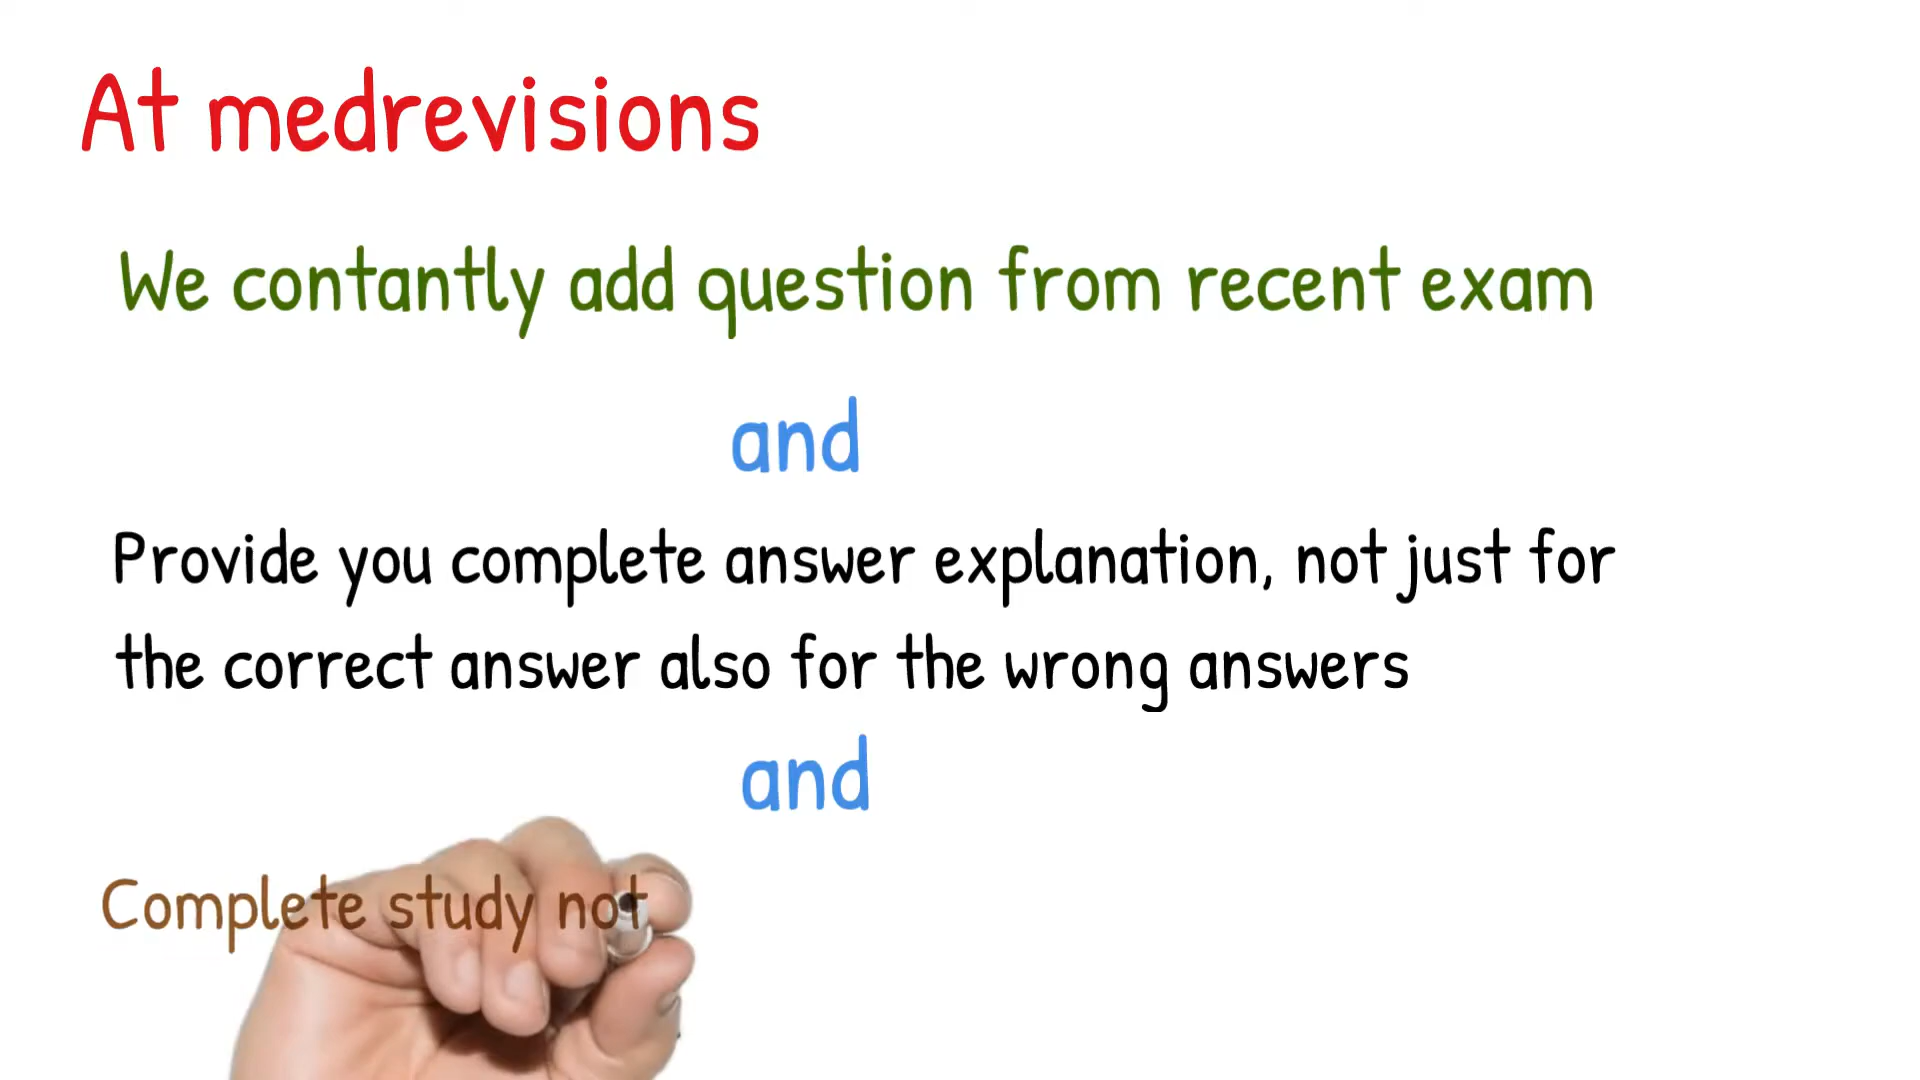 At medrevisions
We contantly add question from recent exam
and
Provide you complete answer explanation, not just for
the correct answer also for the wrong answers
and
Complete study not